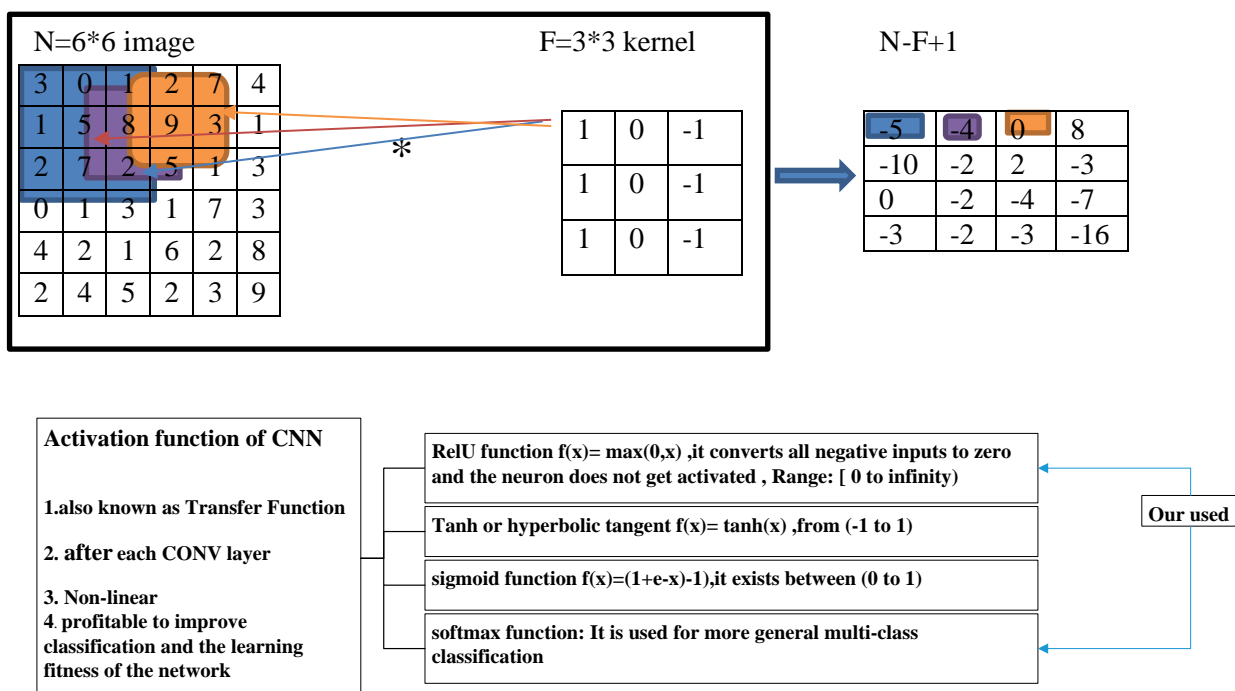 N=6*6 image
F=3*3 kernel
N-F+1
3 0 1 2 7 4
1 5 8 9 3 1
2 7 2 5 1 3
0 1 3 1 7 3
4 2 1 6 2 8
2 4 5 2 3 9
*
1 0 -1
1 0 -1
1 0 -1
-5 -4 0 8
-10 -2 2 -3
0 -2 -4 -7
-3 -2 -3 -16
Activation function of CNN
1.also known as Transfer Function
2. after each CONV layer
3. Non-linear
4. profitable to improve
classification and the learning
fitness of the network
RelU function f(x)= max(0,x) ,it converts all negative inputs to zero
and the neuron does not get activated , Range: [ 0 to infinity)
Tanh or hyperbolic tangent f(x)= tanh(x) ,from (-1 to 1)
sigmoid function f(x)=(1+e-x)-1),it exists between (0 to 1)
softmax function: It is used for more general multi-class
classification
Our used